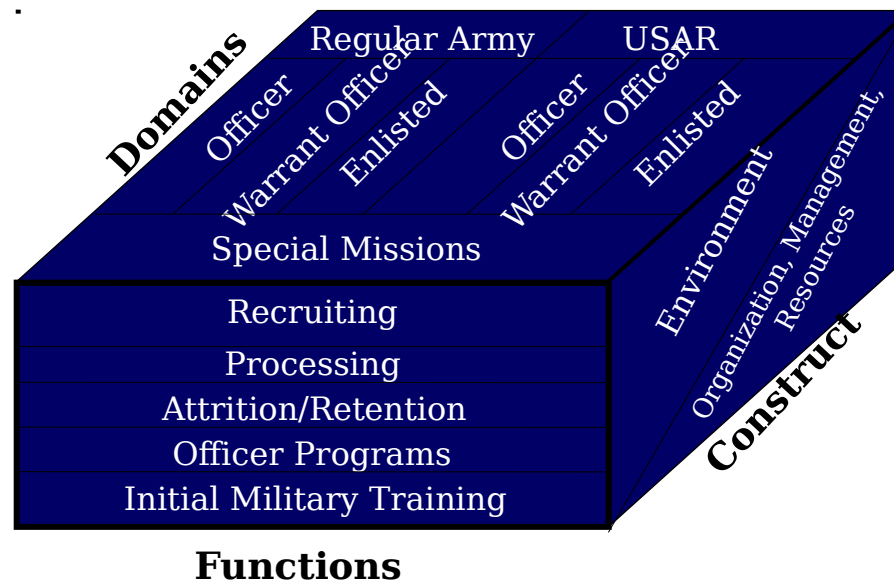 Domains
Regular Army
USAR
Officer
Warrant Officer
Enlisted
Officer
Warrant Officer
Enlisted
Special Missions
Recruiting
Processing
Attrition/Retention
Officer Programs
Initial Military Training
Functions
Environment
Organization, Management,
Resources
Construct